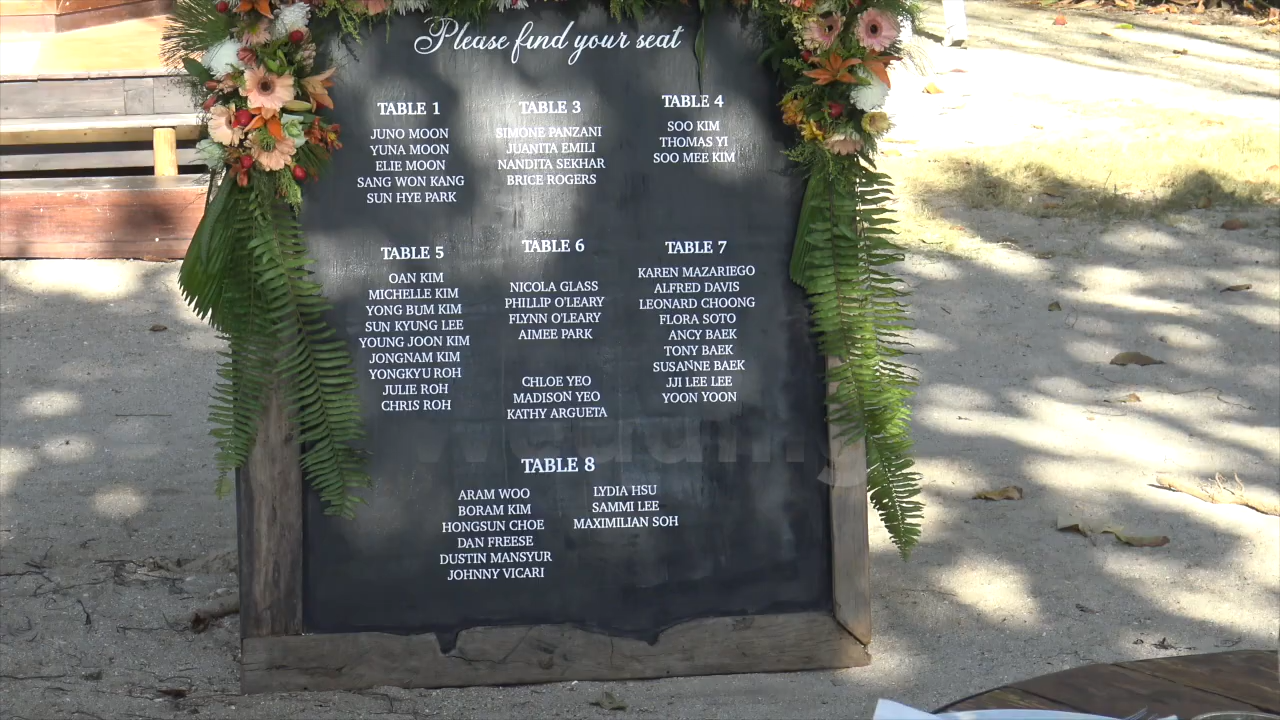 Please find your seat
TABLE 1
JUNO MOON
YUNA MOON
ELIE MOON
SANG WON KANG
SUN HYE PARK
TABLE 3
SIMONE PANZANI
JUANITA EMILI
NANDITA SEKHAR
BRICE ROGERS
TABLE 4
SOO KIM
THOMAS YI
SOO MEE KIM
TABLE 5
OAN KIM
MICHELLE KIM
YONG BUM KIM
SUN KYUNG LEE
YOUNG JOON KIM
JONGNAM KIM
YONGKYU ROH
JULIE ROH
CHRIS ROH
TABLE 6
NICOLA GLASS
PHILLIP O'LEARY
FLYNN O'LEARY
AIMEE PARK
CHLOE YEO
MADISON YEO
KATHY ARGUETA
TABLE 7
KAREN MAZARIEGO
ALFRED DAVIS
LEONARD CHOONG
FLORA SOTO
ANCY BAEK
TONY BAEK
SUSANNE BAEK
JJI LEE LEE
YOON YOON
TABLE 8
ARAM WOO
BORAM KIM
HONGSUN CHOE
DAN FREESE
DUSTIN MANSYUR
JOHNNY VICARI
LYDIA HSU
SAMMI LEE
MAXIMILIAN SOH
wedding